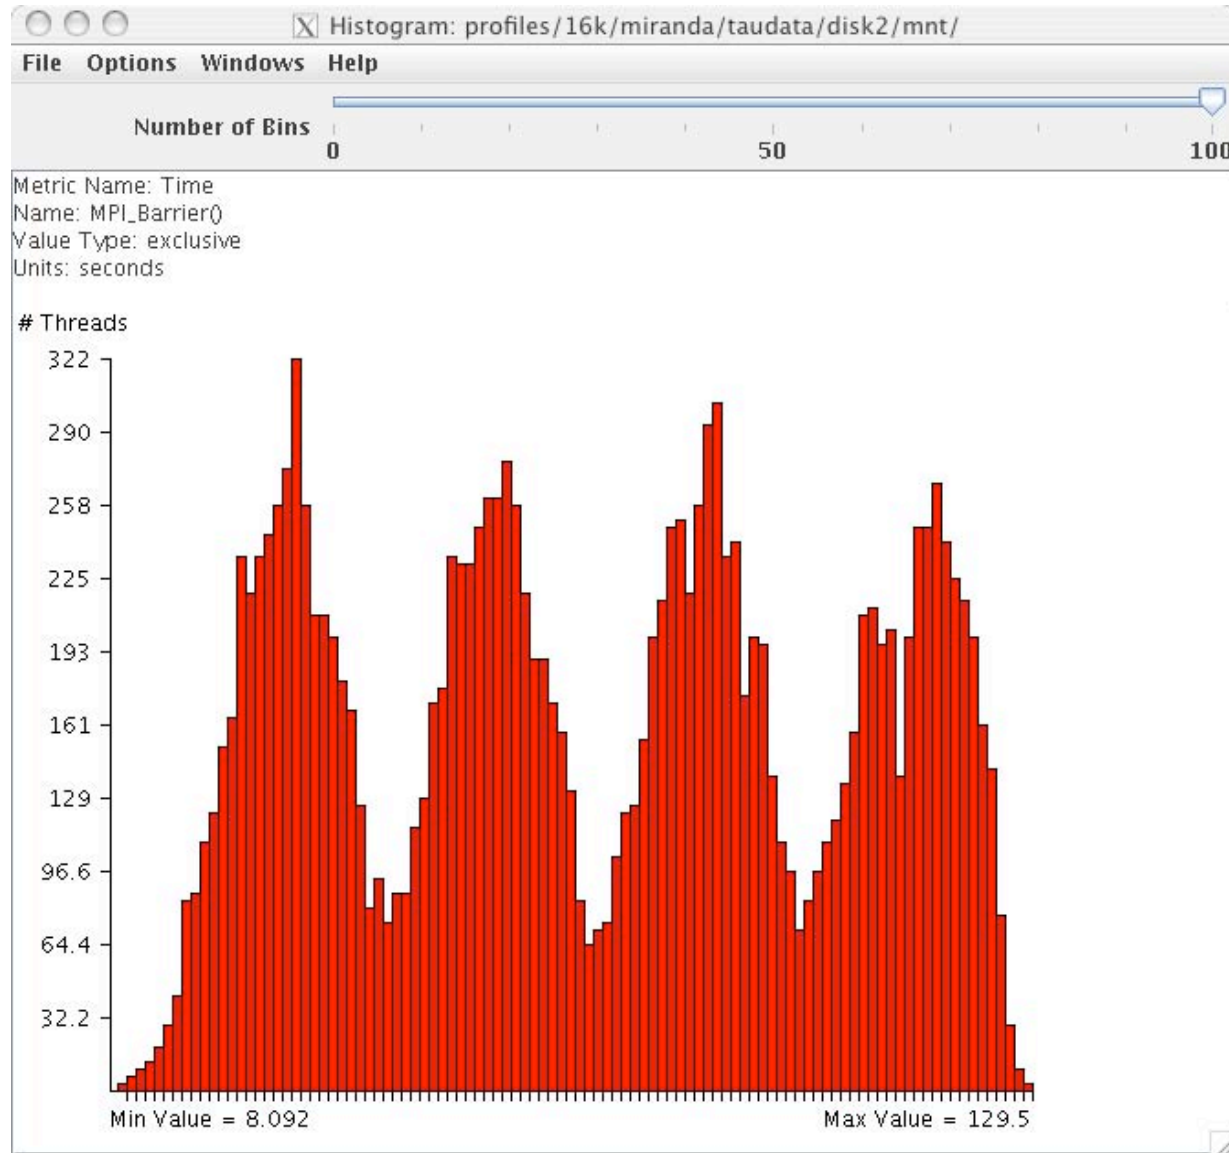 Histogram: profiles/16k/miranda/taudata/disk2/mnt/
File Options Windows Help
Number of Bins
0 50 100
Metric Name: Time
Name: MPI_Barrier()
Value Type: exclusive
Units: seconds
# Threads
322
290
258
225
193
161
129
96.6
64.4
32.2
Min Value = 8.092 Max Value = 129.5